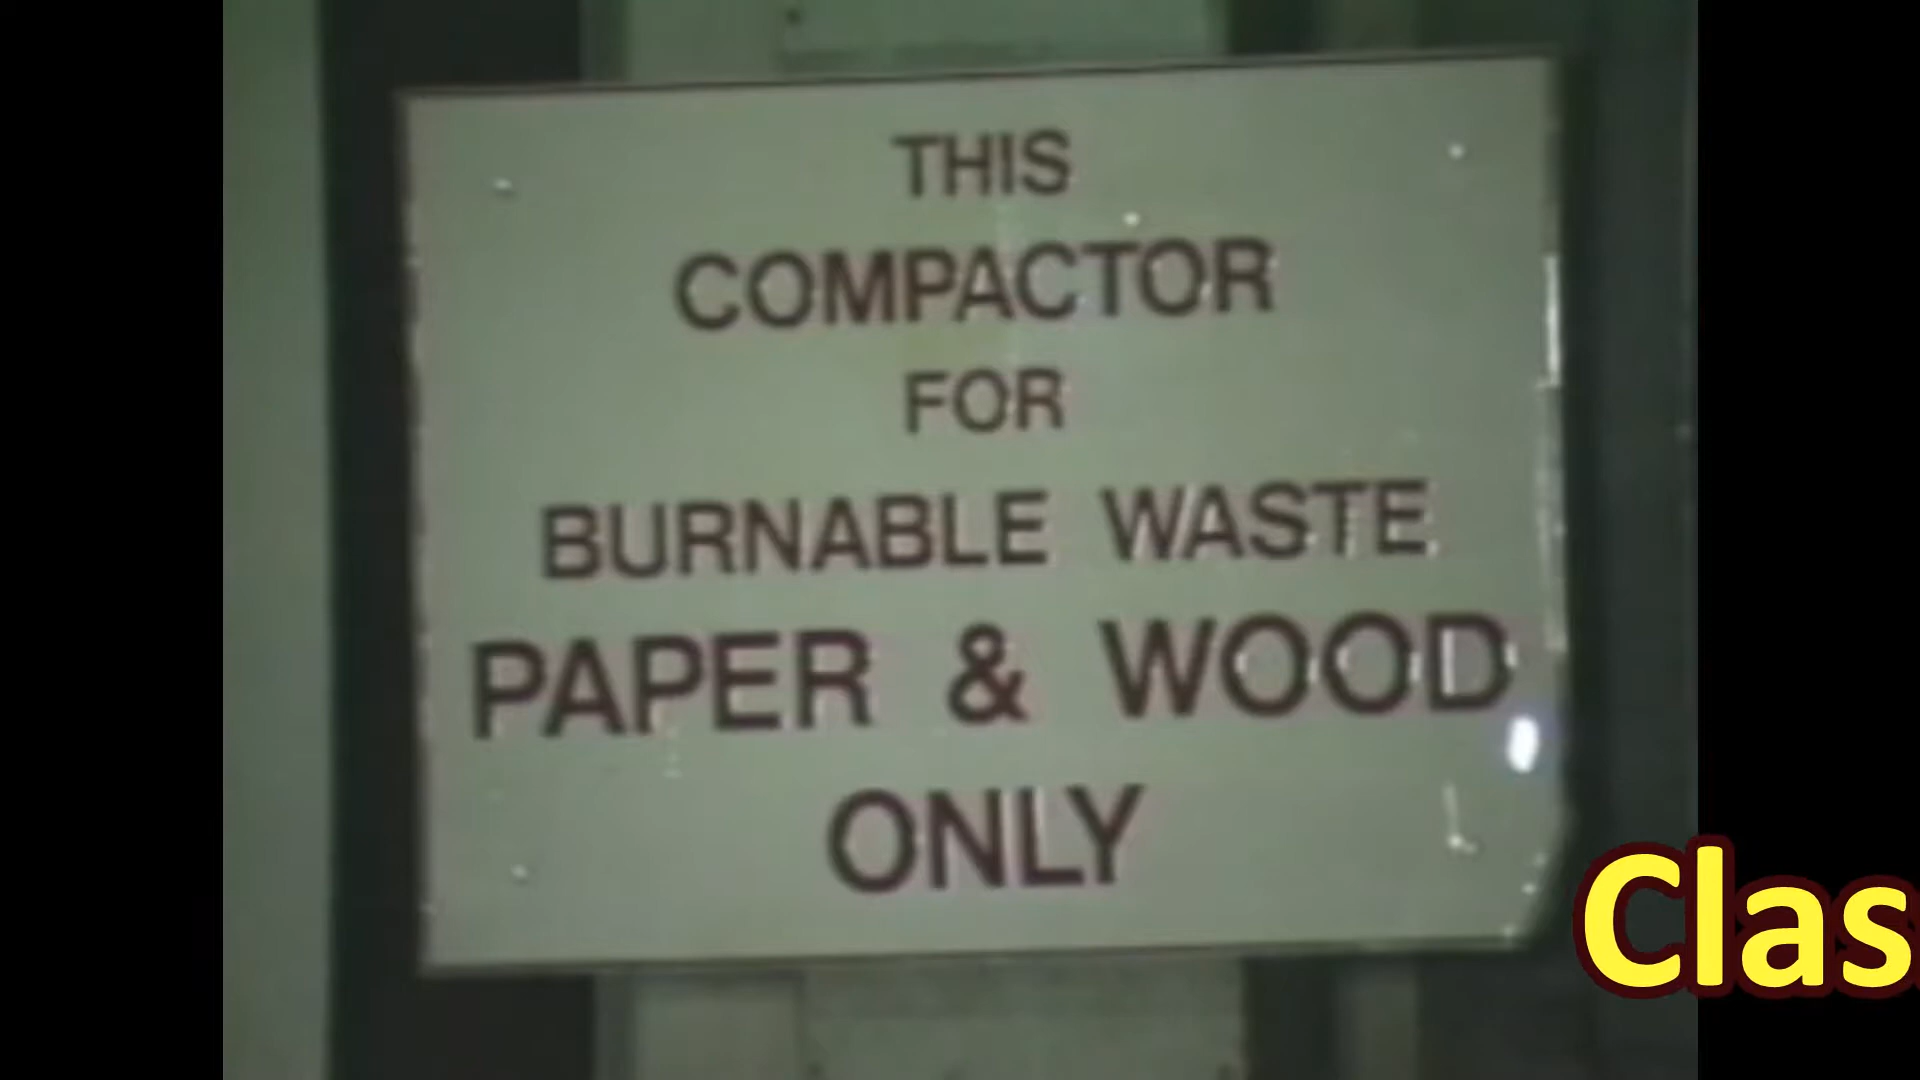 THIS
COMPACTOR
FOR
BURNABLE WASTE
PAPER & WOOD
ONLY
Clas